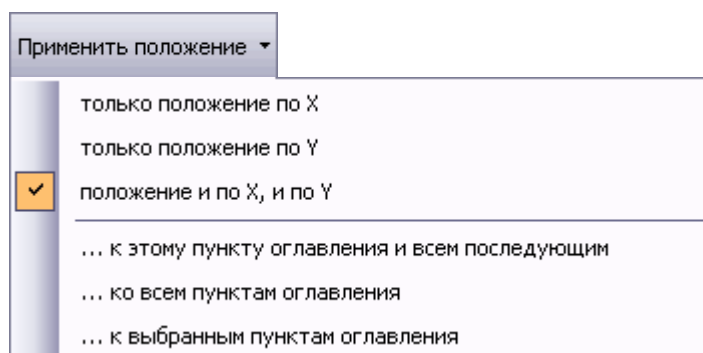 Применить положение
только положение по X
только положение по Y
положение и по X, и по Y
... к этому пункту оглавления и всем последующим
... ко всем пунктам оглавления
... к выбранным пунктам оглавления